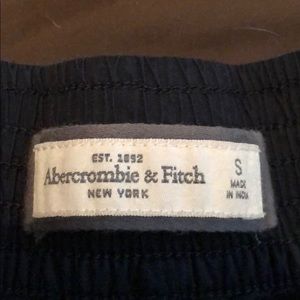 EST. 1892
Abercrombie & Fitch
NEW YORK
S
MADE
IN INDIA